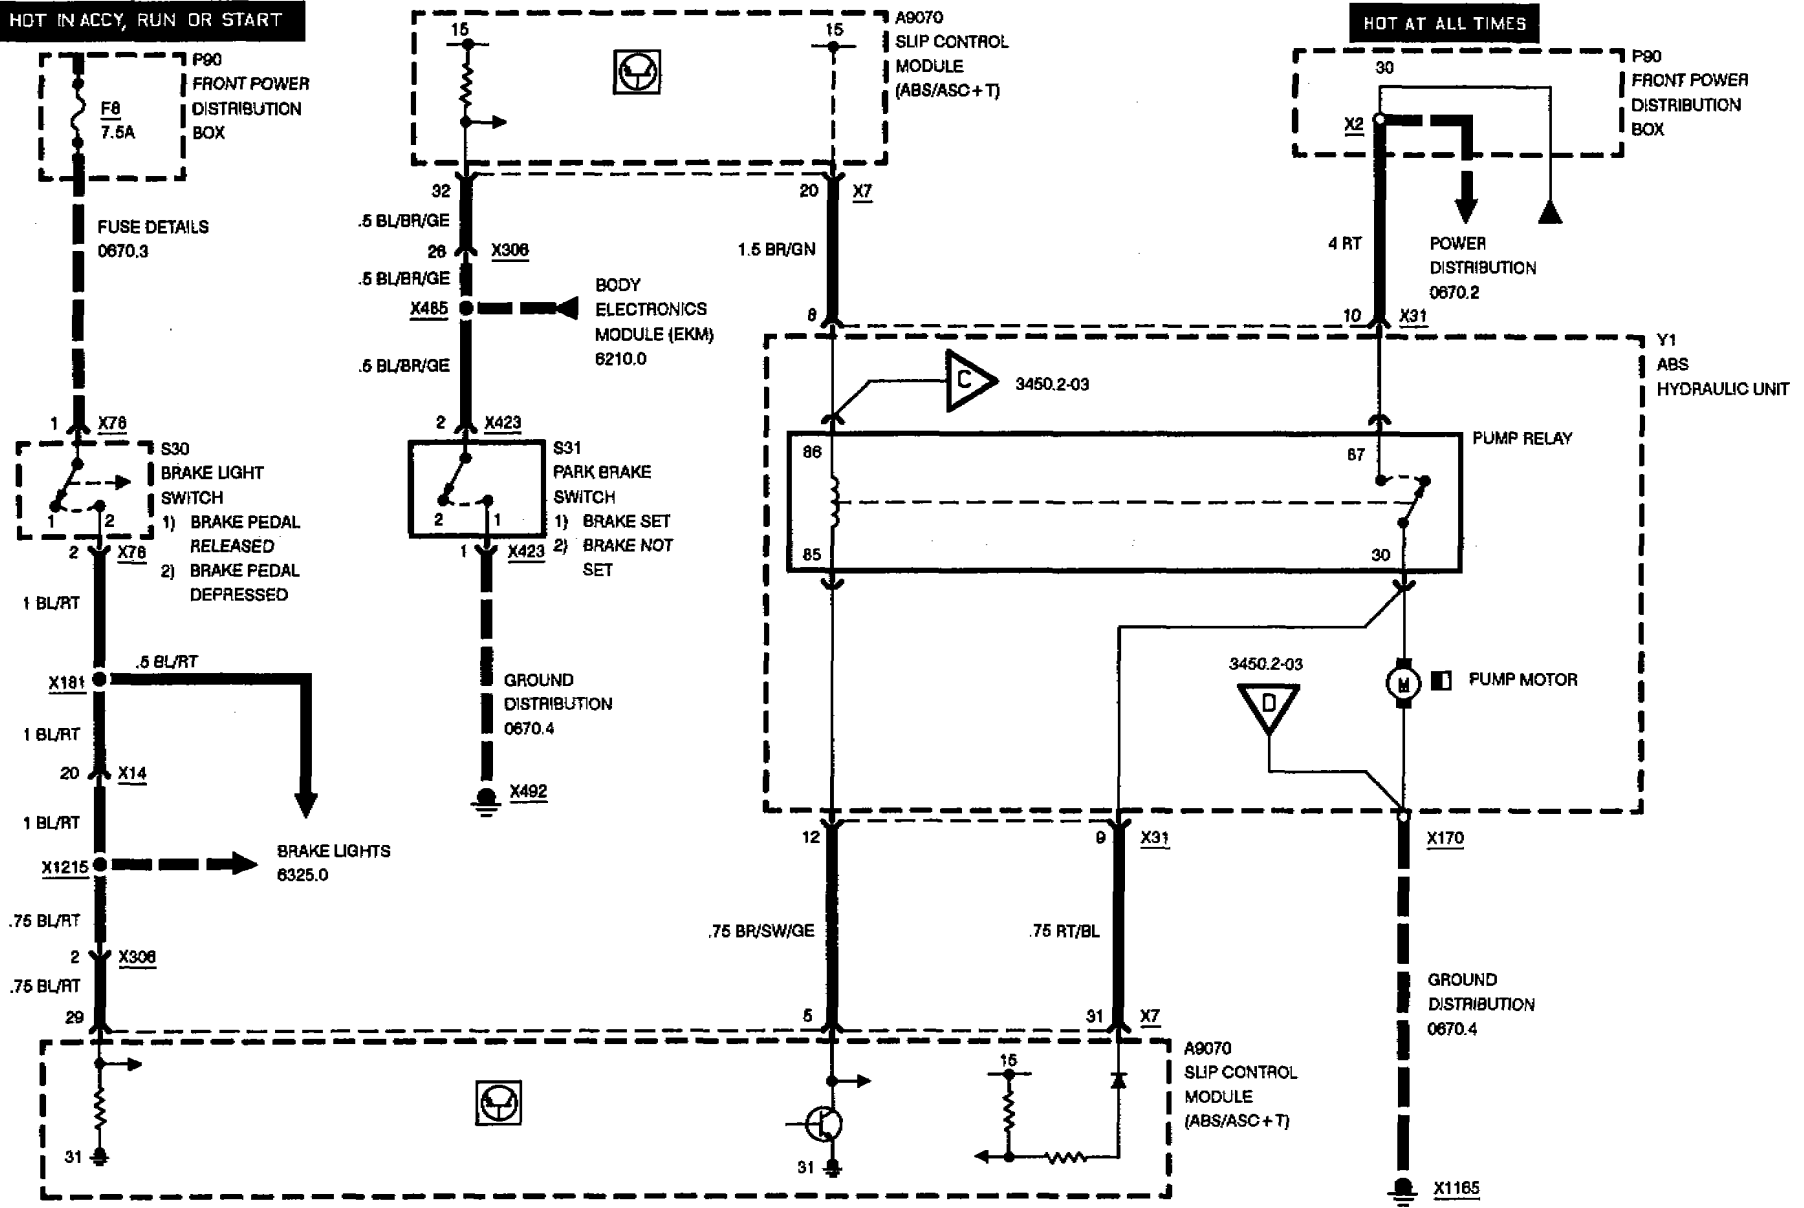 HOT IN ACCY, RUN OR START
P90
FRONT POWER
DISTRIBUTION
BOX
F8
7.5A
FUSE DETAILS
0670.3
1
X76
S30
BRAKE LIGHT
SWITCH
1) BRAKE PEDAL
RELEASED
2) BRAKE PEDAL
DEPRESSED
1
2
2
X76
1 BL/RT
.5 BL/RT
X181
1 BL/RT
20
X14
1 BL/RT
X1215
BRAKE LIGHTS
6325.0
.75 BL/RT
2
X306
.75 BL/RT
29
15
15
A9070
SLIP CONTROL
MODULE
(ABS/ASC+T)
32
20
X7
.5 BL/BR/GE
26
X306
.5 BL/BR/GE
X485
BODY
ELECTRONICS
MODULE (EKM)
6210.0
.5 BL/BR/GE
2
X423
S31
PARK BRAKE
SWITCH
1) BRAKE SET
2) BRAKE NOT
SET
2
1
1
X423
GROUND
DISTRIBUTION
0670.4
X492
1.5 BR/GN
8
HOT AT ALL TIMES
30
P90
FRONT POWER
DISTRIBUTION
BOX
X2
4 RT
POWER
DISTRIBUTION
0670.2
10
X31
Y1
ABS
HYDRAULIC UNIT
C
3450.2-03
PUMP RELAY
86
87
85
30
3450.2-03
D
M
PUMP MOTOR
12
9
X31
X170
.75 BR/SW/GE
.75 RT/BL
GROUND
DISTRIBUTION
0670.4
5
31
X7
A9070
SLIP CONTROL
MODULE
(ABS/ASC+T)
15
31
31
X1165